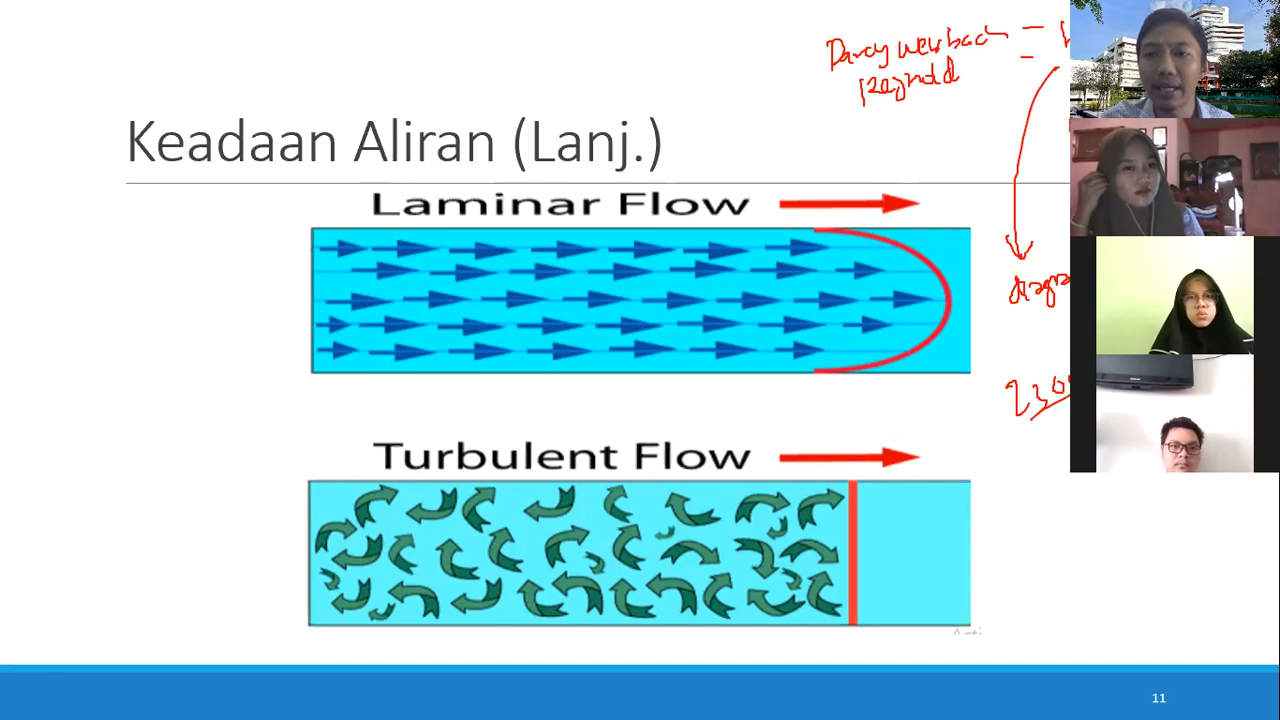 Darcy weisbach =
Reynold
Keadaan Aliran (Lanj.)
Laminar Flow
2300
Turbulent Flow
11